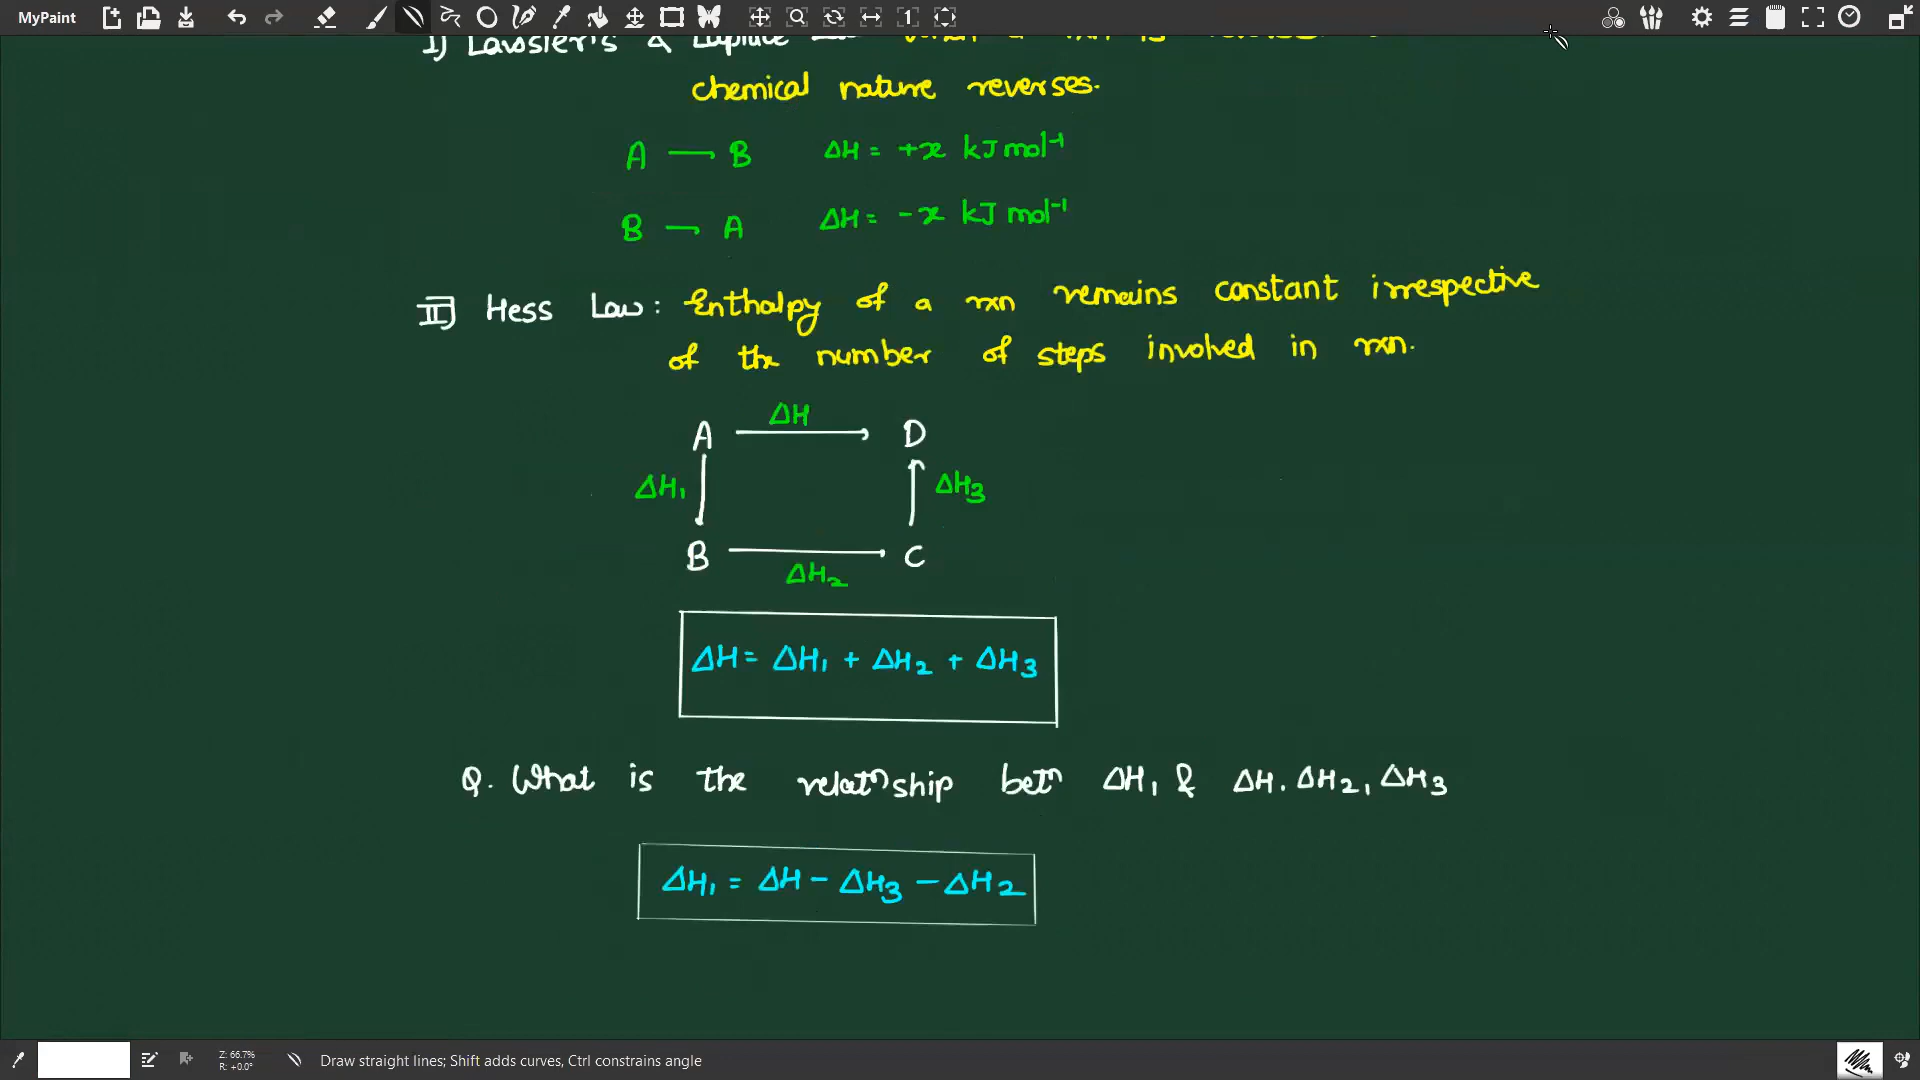 MyPaint
I) Lavosier's & Laplace
chemical nature reverses.
A → B ΔH = +x kJ mol⁻¹
B → A ΔH = -x kJ mol⁻¹
II) Hess Law: Enthalpy of a rxn remains constant irrespective
of the number of steps involved in rxn.
ΔH
A → D
ΔH₁ ΔH₃
B → C
ΔH₂
ΔH = ΔH₁ + ΔH₂ + ΔH₃
Q. What is the relatⁿship betⁿ ΔH₁ & ΔH. ΔH₂, ΔH₃
ΔH₁ = ΔH - ΔH₃ - ΔH₂
Z: 66.7%
R: +0.0°
Draw straight lines; Shift adds curves, Ctrl constrains angle